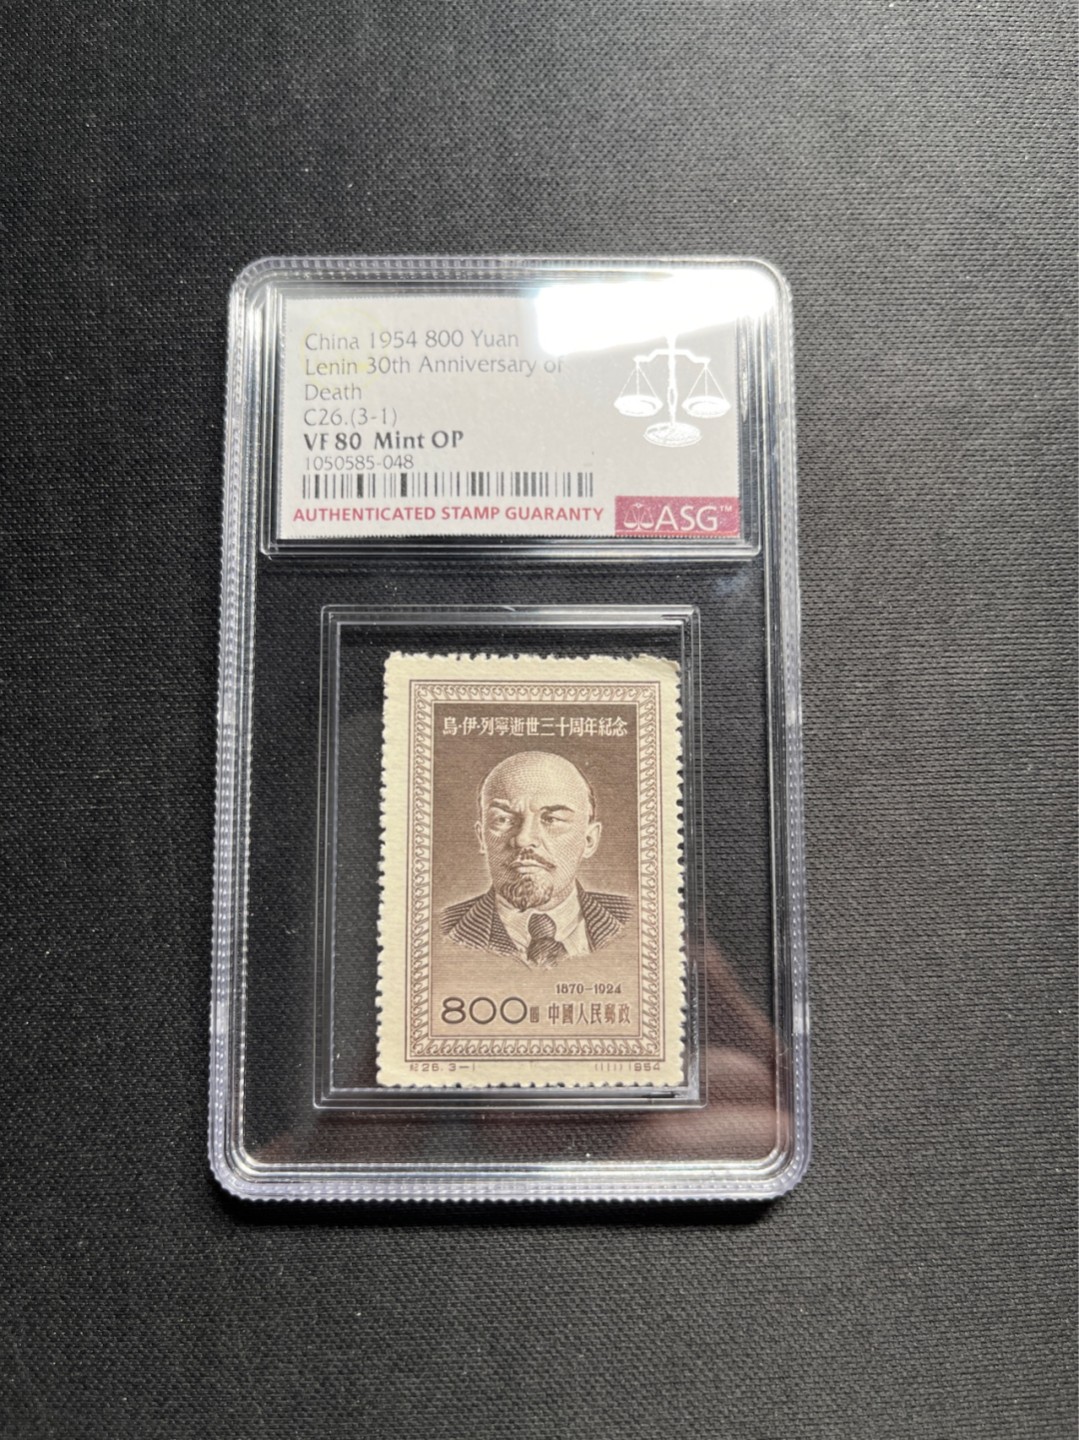 China 1954 800 Yuan
Lenin 30th Anniversary of
Death
C26.(3-1)
VF 80 Mint OP
1050585-048
AUTHENTICATED STAMP GUARANTY
ASG™
烏·伊·列寧逝世三十周年紀念
1870-1924
800圓 中國人民郵政
紀26.3-1
(111) 1954